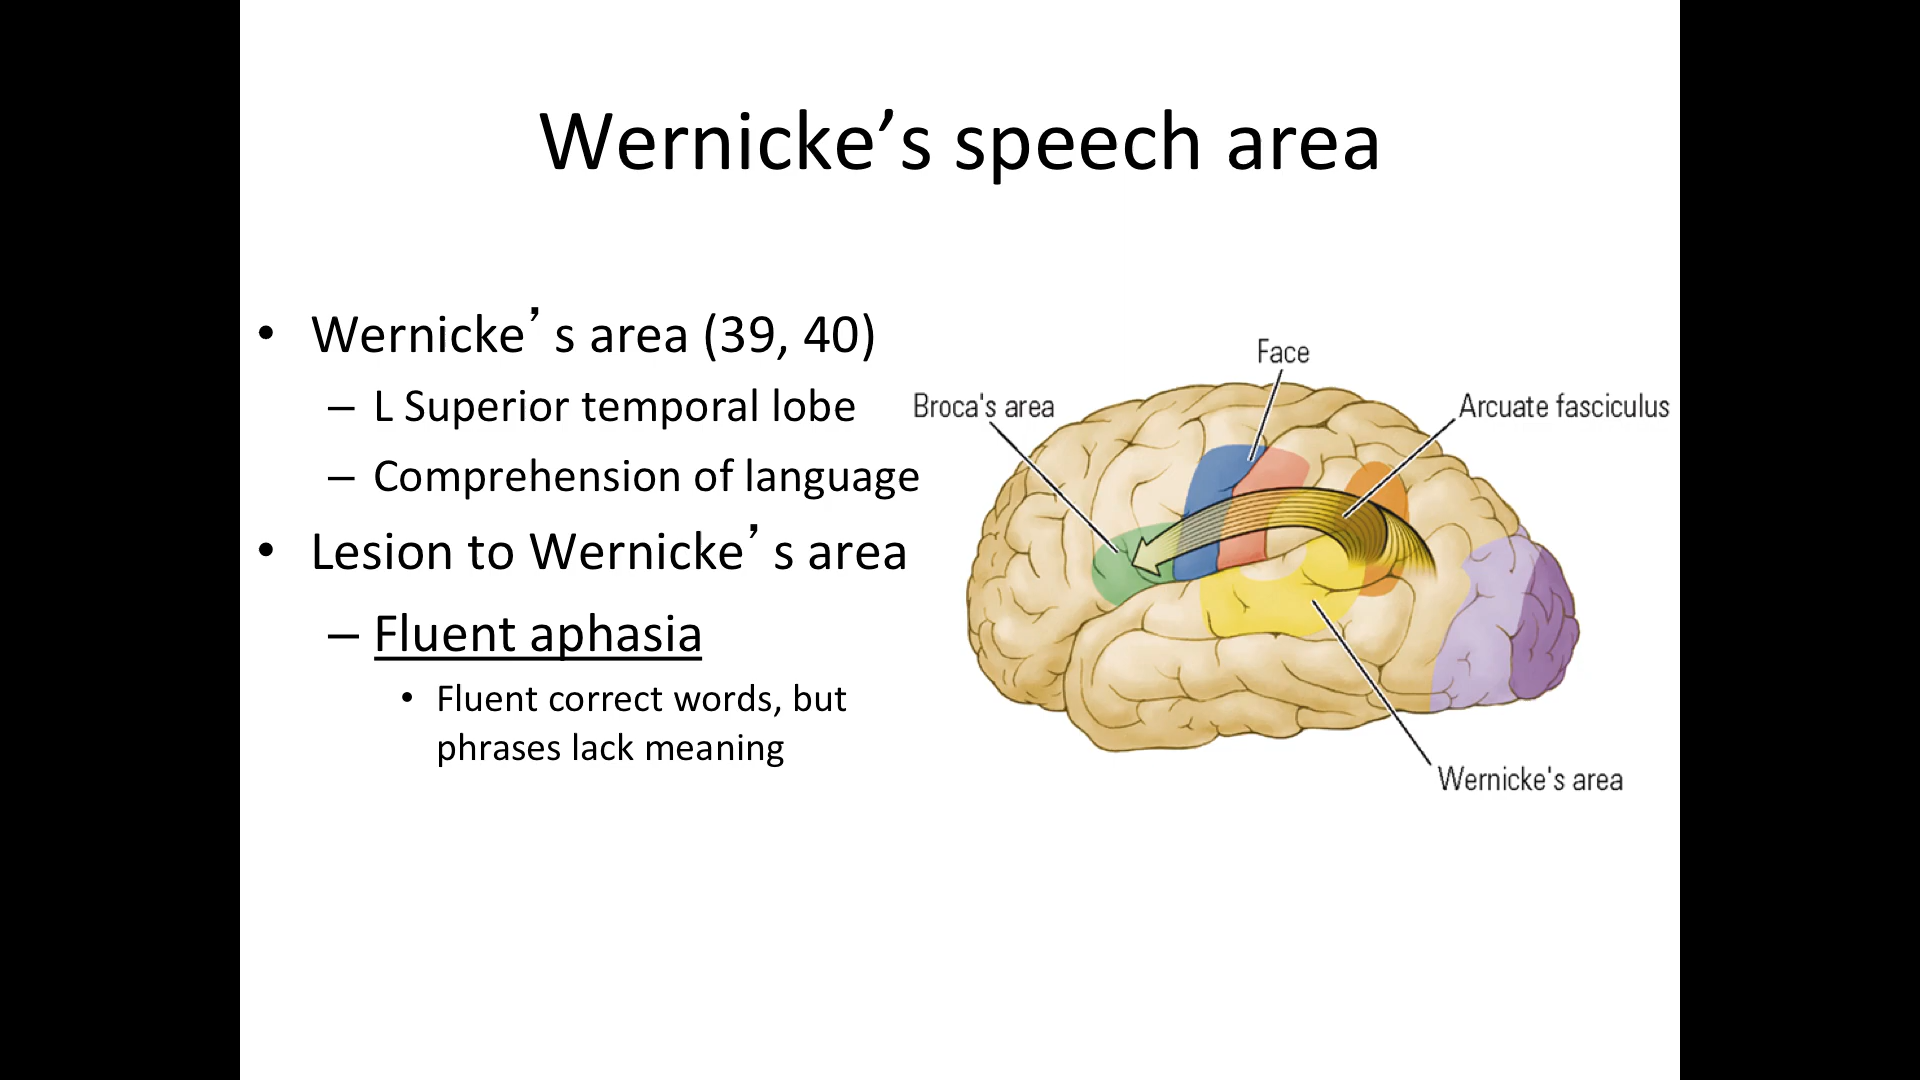 Wernicke’s speech area
• Wernicke’s area (39, 40)
– L Superior temporal lobe
– Comprehension of language
• Lesion to Wernicke’s area
– Fluent aphasia
• Fluent correct words, but
phrases lack meaning
Face
Broca's area
Arcuate fasciculus
Wernicke's area